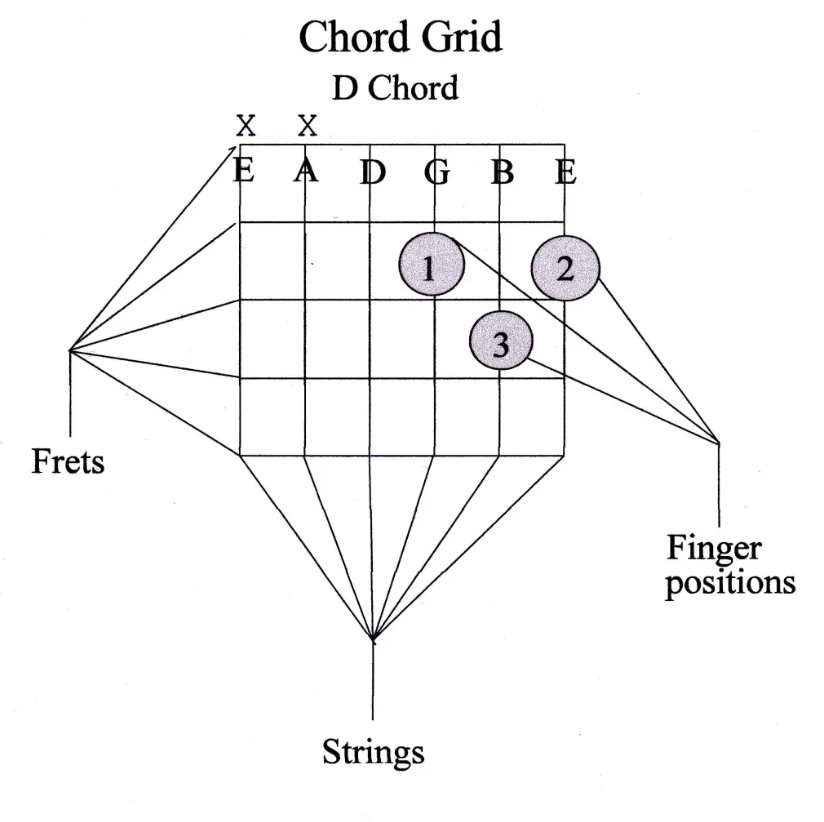 Chord Grid
D Chord
X X
E A D G B E
1 2
3
Frets
Finger
positions
Strings